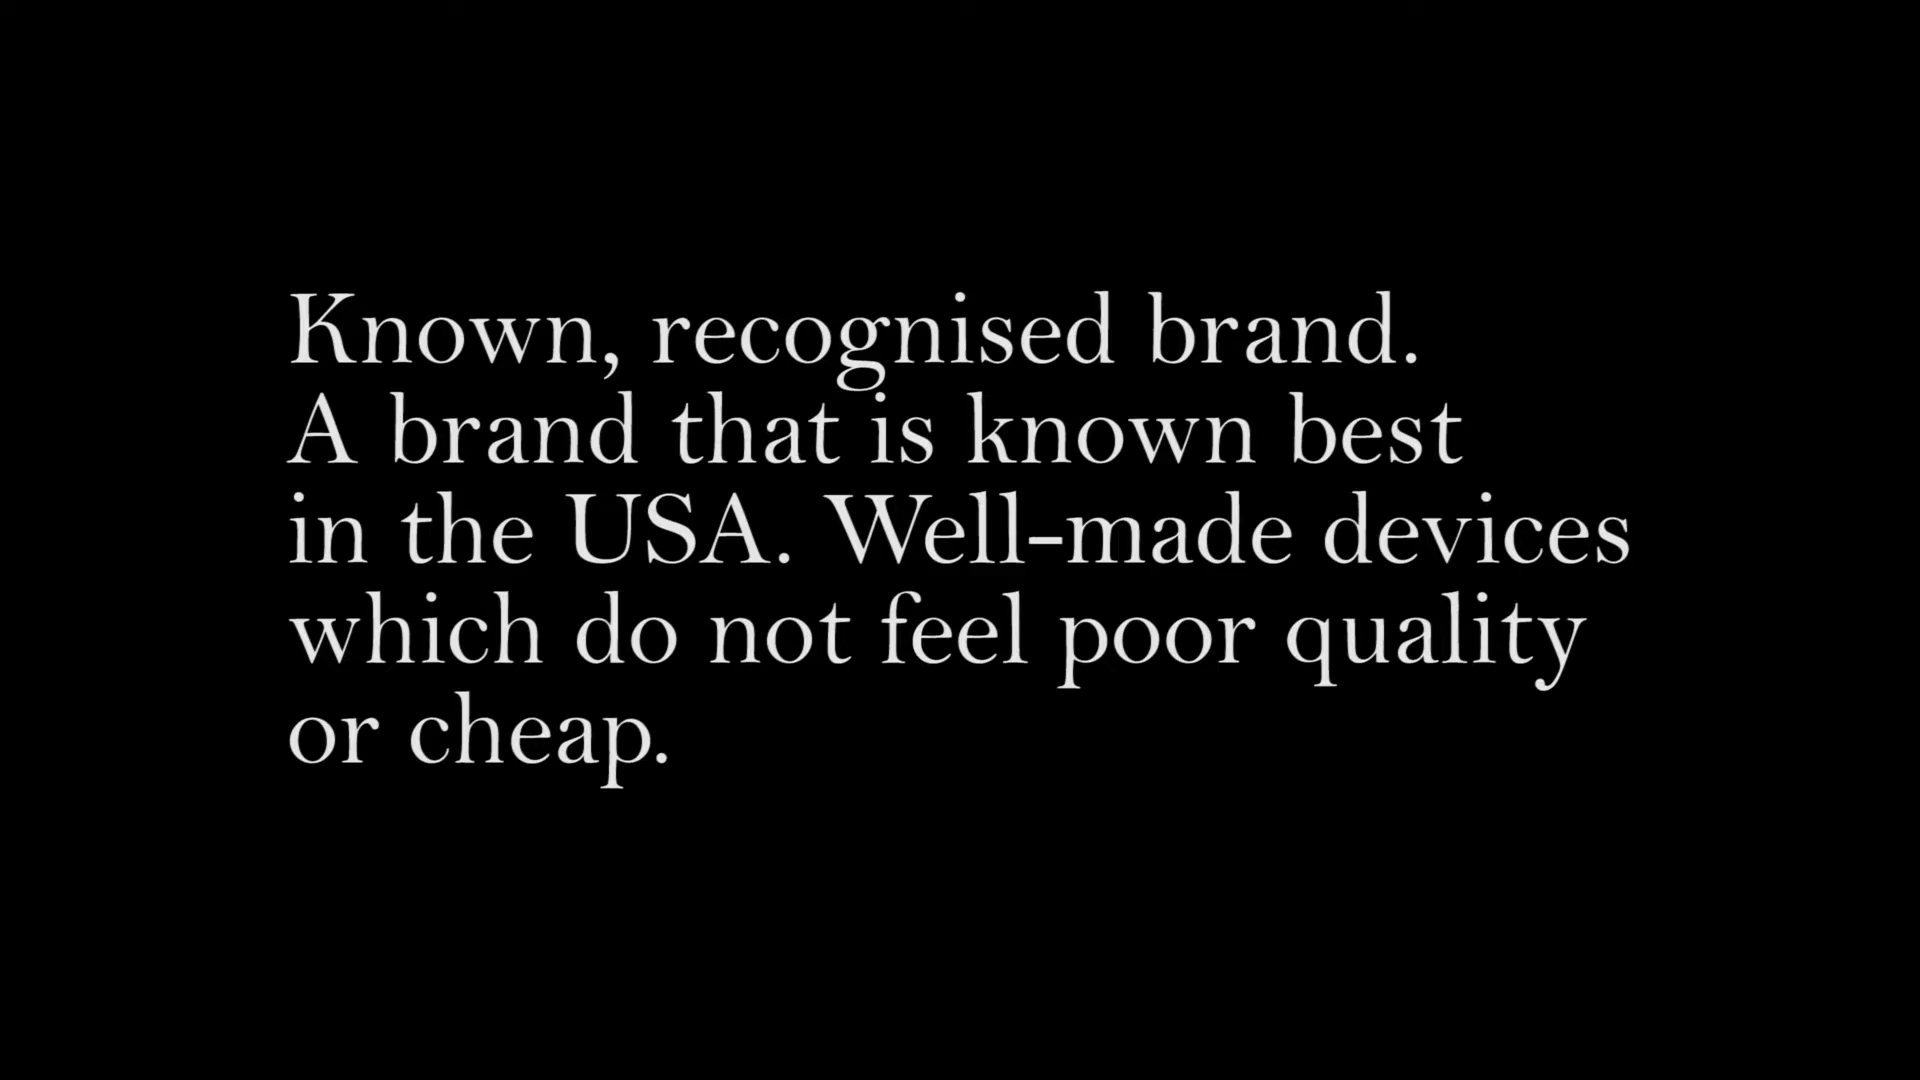 Known, recognised brand.
A brand that is known best
in the USA. Well-made devices
which do not feel poor quality
or cheap.